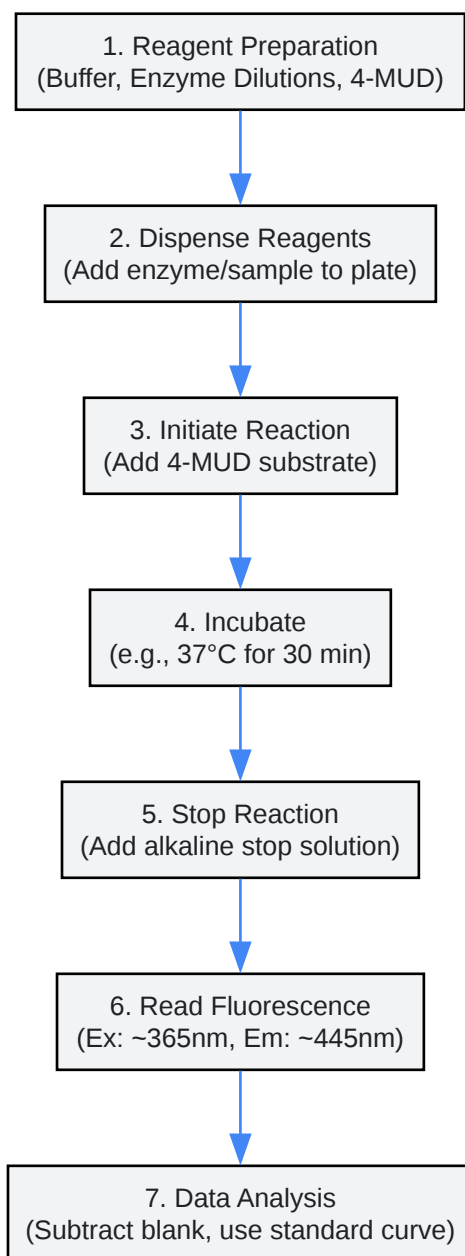 1. Reagent Preparation
(Buffer, Enzyme Dilutions, 4-MUD)
2. Dispense Reagents
(Add enzyme/sample to plate)
3. Initiate Reaction
(Add 4-MUD substrate)
4. Incubate
(e.g., 37°C for 30 min)
5. Stop Reaction
(Add alkaline stop solution)
6. Read Fluorescence
(Ex: ~365nm, Em: ~445nm)
7. Data Analysis
(Subtract blank, use standard curve)